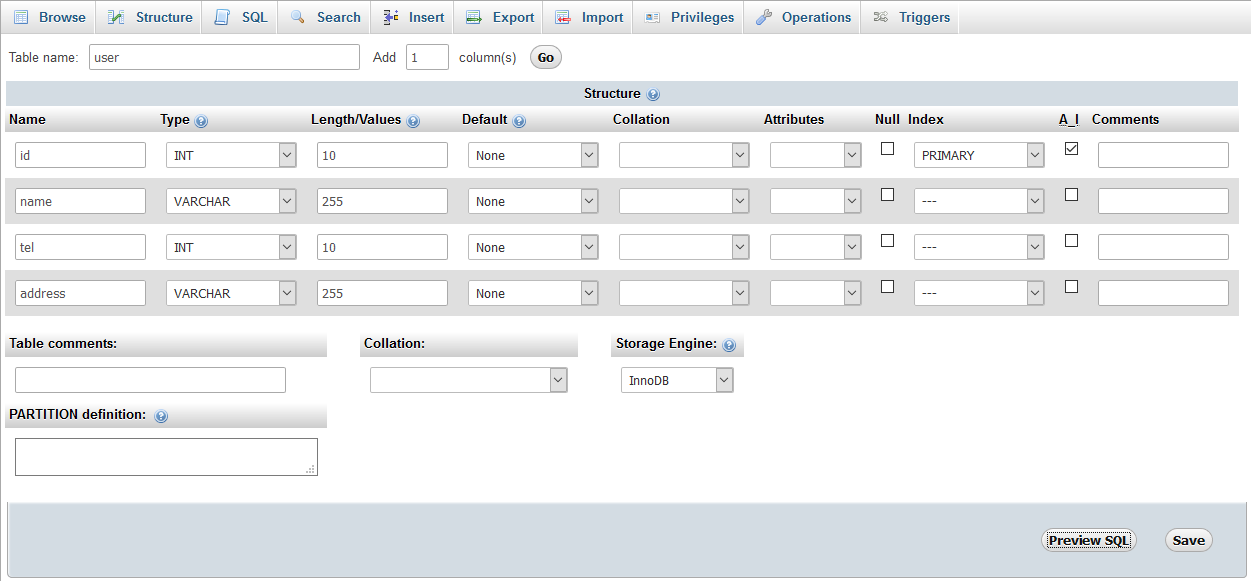 Browse Structure SQL Search Insert Export Import Privileges Operations Triggers
Table name: user Add 1 column(s) Go
Structure
Name Type Length/Values Default Collation Attributes Null Index A_I Comments
id INT 10 None PRIMARY
name VARCHAR 255 None ---
tel INT 10 None ---
address VARCHAR 255 None ---
Table comments: Collation: Storage Engine:
InnoDB
PARTITION definition:
Preview SQL Save